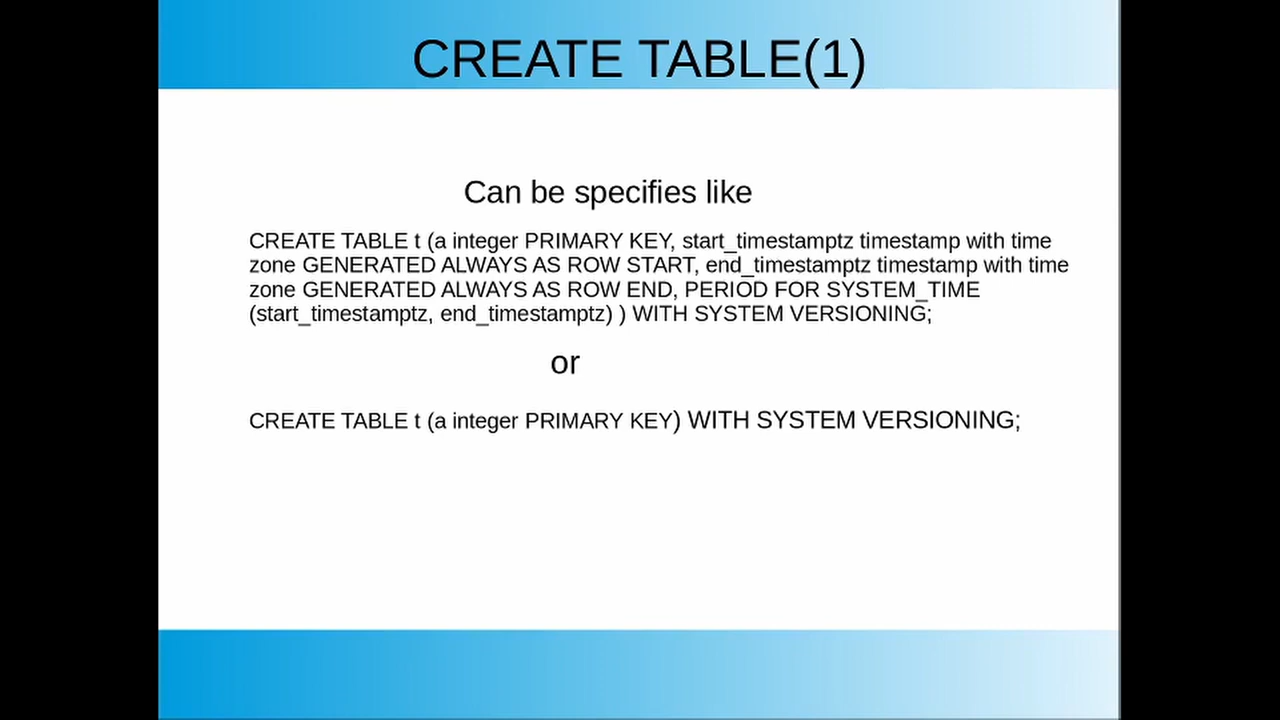 CREATE TABLE(1)
Can be specifies like
CREATE TABLE t (a integer PRIMARY KEY, start_timestamptz timestamp with time
zone GENERATED ALWAYS AS ROW START, end_timestamptz timestamp with time
zone GENERATED ALWAYS AS ROW END, PERIOD FOR SYSTEM_TIME
(start_timestamptz, end_timestamptz) ) WITH SYSTEM VERSIONING;
or
CREATE TABLE t (a integer PRIMARY KEY) WITH SYSTEM VERSIONING;